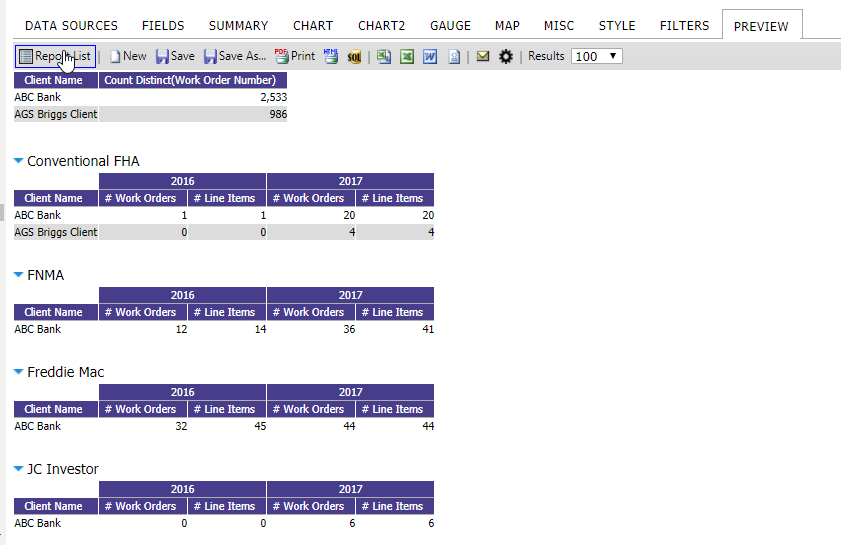 DATA SOURCES FIELDS SUMMARY CHART CHART2 GAUGE MAP MISC STYLE FILTERS PREVIEW
Report List New Save Save As... PDF Print HTML SQL Results 100
Client Name Count Distinct(Work Order Number)
ABC Bank 2,533
AGS Briggs Client 986
Conventional FHA
2016 2017
Client Name # Work Orders # Line Items # Work Orders # Line Items
ABC Bank 1 1 20 20
AGS Briggs Client 0 0 4 4
FNMA
2016 2017
Client Name # Work Orders # Line Items # Work Orders # Line Items
ABC Bank 12 14 36 41
Freddie Mac
2016 2017
Client Name # Work Orders # Line Items # Work Orders # Line Items
ABC Bank 32 45 44 44
JC Investor
2016 2017
Client Name # Work Orders # Line Items # Work Orders # Line Items
ABC Bank 0 0 6 6